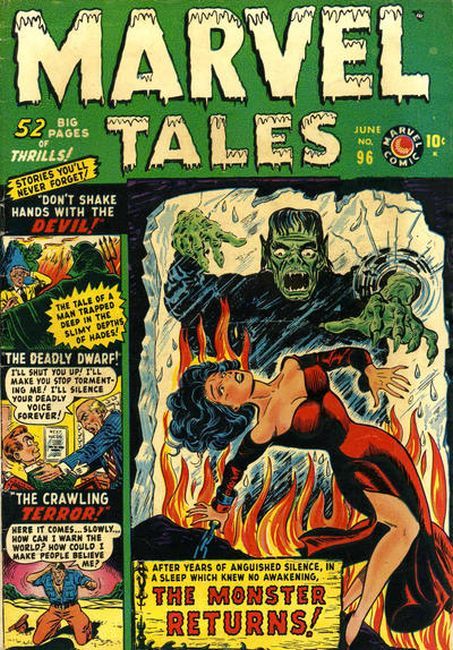 MARVEL
TALES
52 BIG
PAGES
OF
THRILLS!
JUNE
NO.
96
MARVEL
COMIC
10¢
K
STORIES YOU'LL
NEVER FORGET!
"DON'T SHAKE
HANDS WITH THE
DEVIL!"
THE TALE OF A
MAN TRAPPED
DEEP IN THE
SLIMY DEPTHS
OF HADES!
"THE DEADLY DWARF!"
I'LL SHUT YOU UP! I'LL
MAKE YOU STOP TORMENT-
ING ME! I'LL SILENCE
YOUR DEADLY
VOICE
FOREVER!
"THE CRAWLING
TERROR!"
HERE IT COMES...SLOWLY...
HOW CAN I WARN THE
WORLD? HOW COULD I
MAKE PEOPLE BELIEVE
ME?
AFTER YEARS OF ANGUISHED SILENCE, IN
A SLEEP WHICH KNEW NO AWAKENING,...
THE MONSTER
RETURNS!